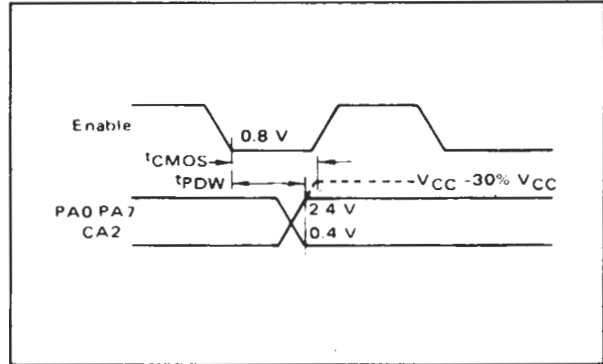 Enable
0.8 V
tCMOS
tPDW
VCC -30% VCC
PA0 PA7
2 4 V
CA2
0.4 V